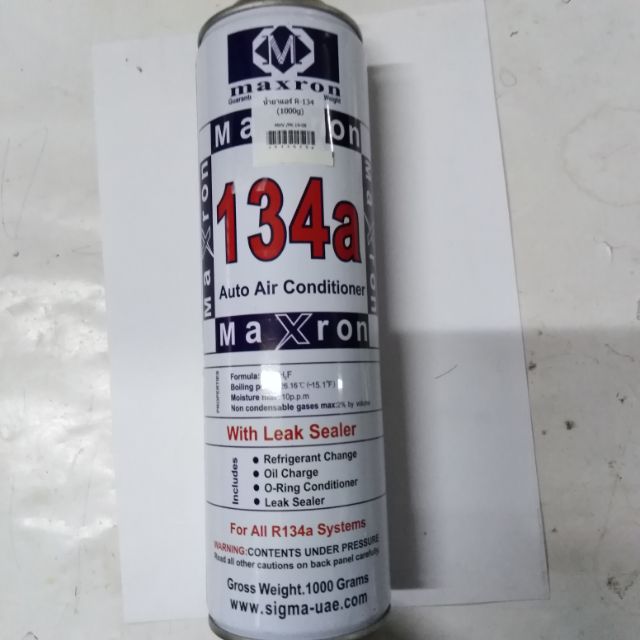 M
maxron
น้ำยาแอร์ R-134
(1000g)
MaXron
134a
Auto Air Conditioner
MaXron
MaXron
MaXron
PROPERTIES
Formula:
Boiling
Moisture
10p.p.m
Non condensable gases max:2% by volume
With Leak Sealer
Includes
Refrigerant Change
Oil Charge
O-Ring Conditioner
Leak Sealer
For All R134a Systems
WARNING:CONTENTS UNDER PRESSURE
Read all other cautions on back panel carefully.
Gross Weight.1000 Grams
www.sigma-uae.com